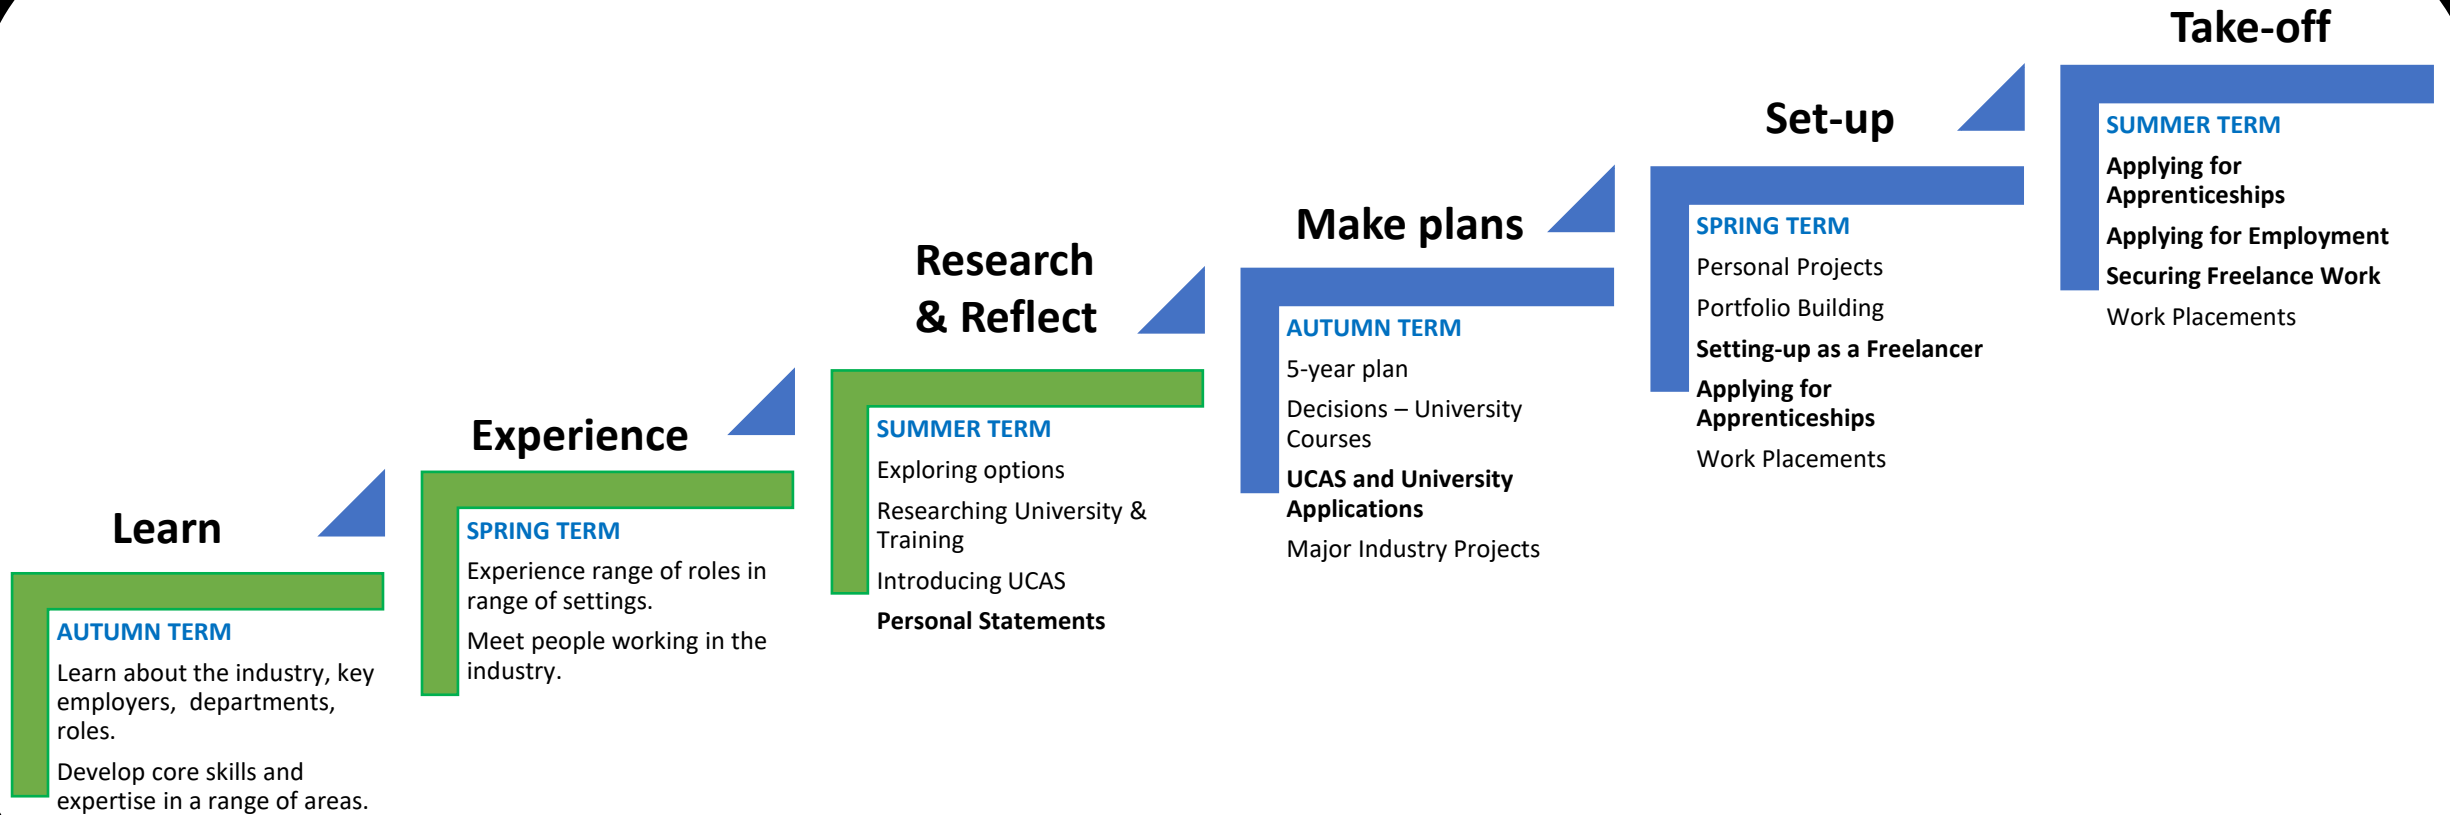 Learn
AUTUMN TERM
Learn about the industry, key
employers, departments,
roles.
Develop core skills and
expertise in a range of areas.
Experience
SPRING TERM
Experience range of roles in
range of settings.
Meet people working in the
industry.
Research
& Reflect
SUMMER TERM
Exploring options
Researching University &
Training
Introducing UCAS
Personal Statements
Make plans
AUTUMN TERM
5-year plan
Decisions – University
Courses
UCAS and University
Applications
Major Industry Projects
Set-up
SPRING TERM
Personal Projects
Portfolio Building
Setting-up as a Freelancer
Applying for
Apprenticeships
Work Placements
Take-off
SUMMER TERM
Applying for
Apprenticeships
Applying for Employment
Securing Freelance Work
Work Placements